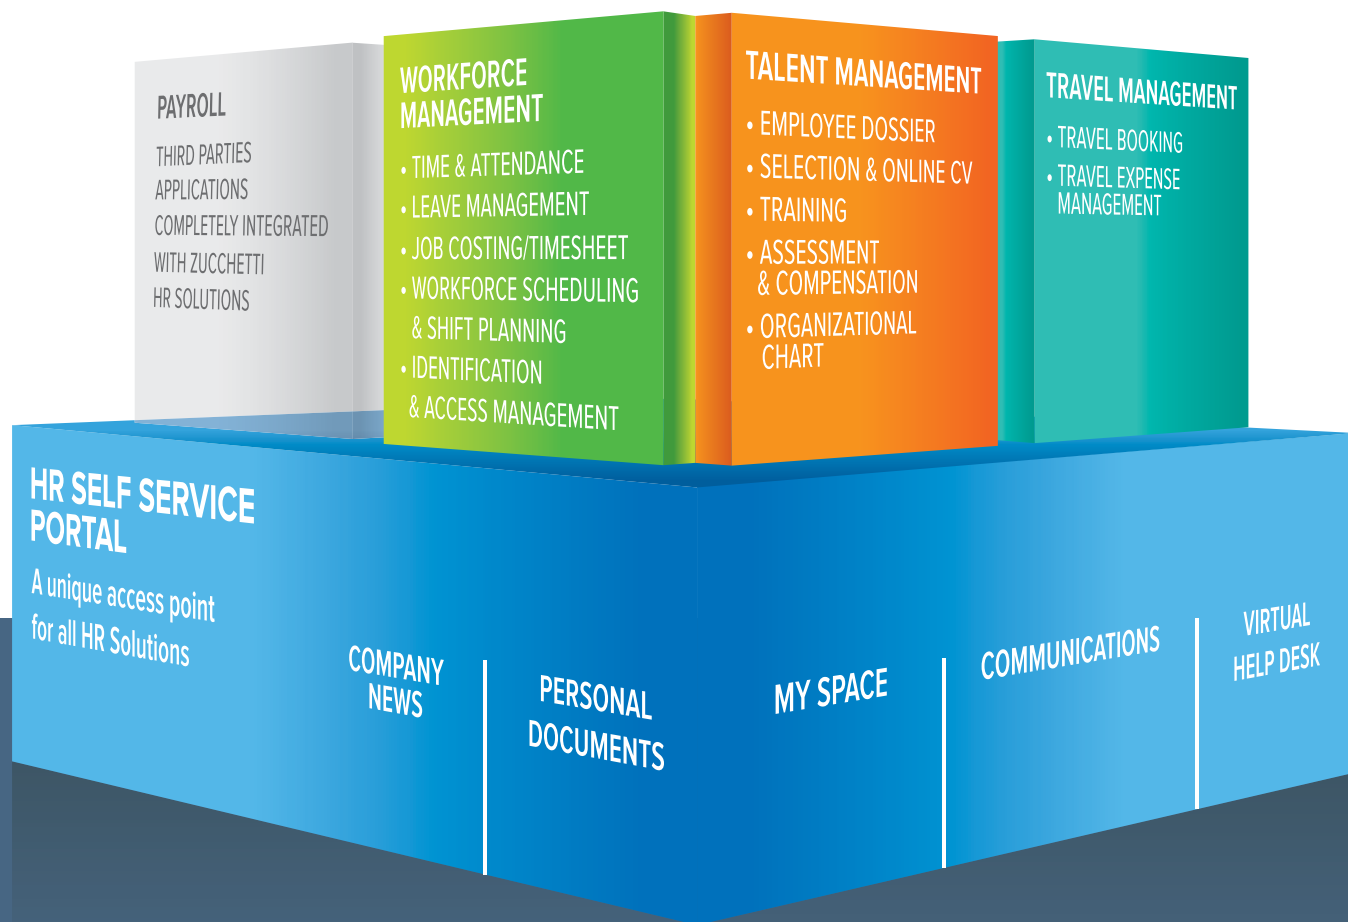 PAYROLL
THIRD PARTIES
APPLICATIONS
COMPLETELY INTEGRATED
WITH ZUCCHETTI
HR SOLUTIONS
WORKFORCE
MANAGEMENT
• TIME & ATTENDANCE
• LEAVE MANAGEMENT
• JOB COSTING/TIMESHEET
• WORKFORCE SCHEDULING
& SHIFT PLANNING
• IDENTIFICATION
& ACCESS MANAGEMENT
TALENT MANAGEMENT
• EMPLOYEE DOSSIER
• SELECTION & ONLINE CV
• TRAINING
• ASSESSMENT
& COMPENSATION
• ORGANIZATIONAL
CHART
TRAVEL MANAGEMENT
• TRAVEL BOOKING
• TRAVEL EXPENSE
MANAGEMENT
HR SELF SERVICE
PORTAL
A unique access point
for all HR Solutions
COMPANY
NEWS
PERSONAL
DOCUMENTS
MY SPACE
COMMUNICATIONS
VIRTUAL
HELP DESK